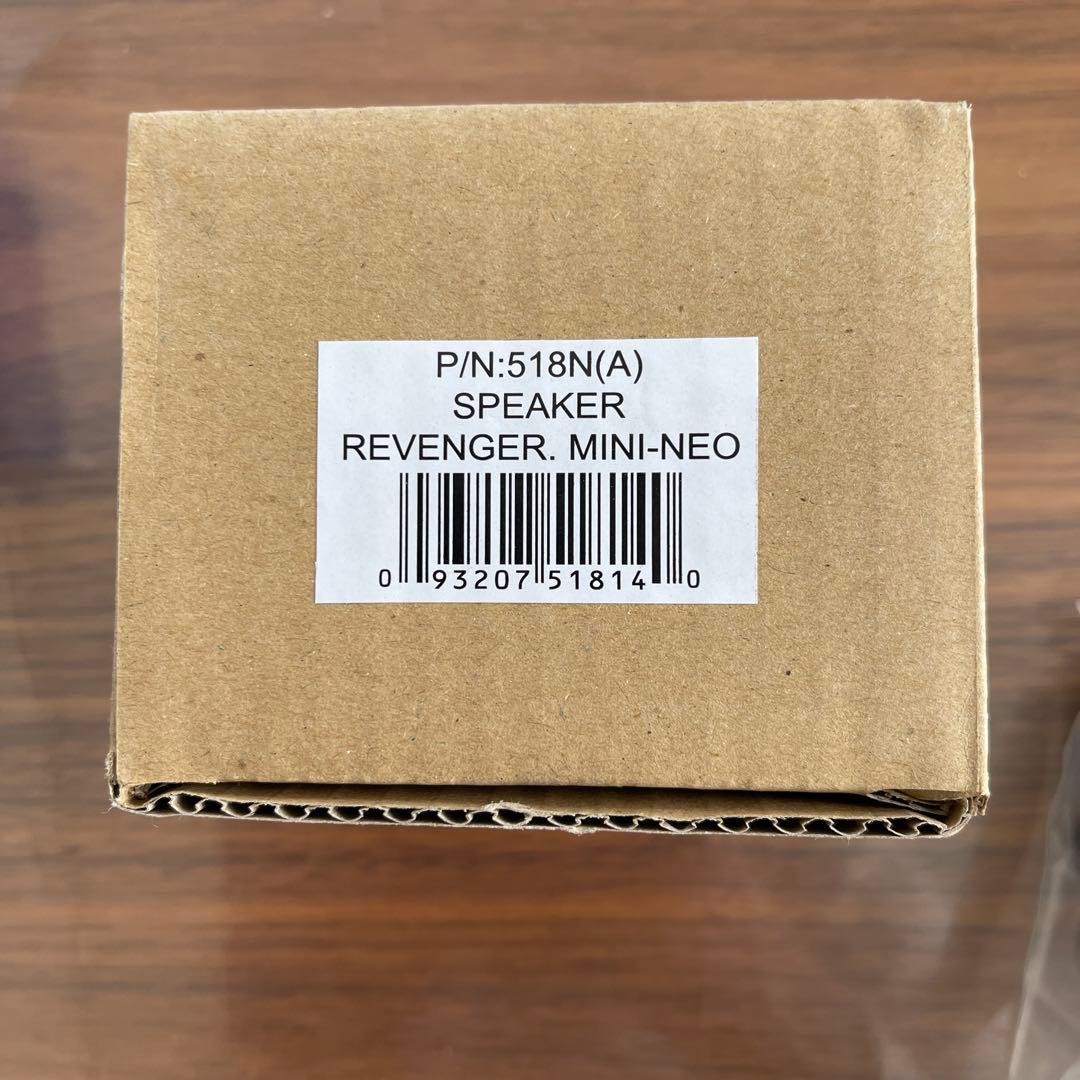 P/N:518N(A)
SPEAKER
REVENGER. MINI-NEO
0 93207 51814 0